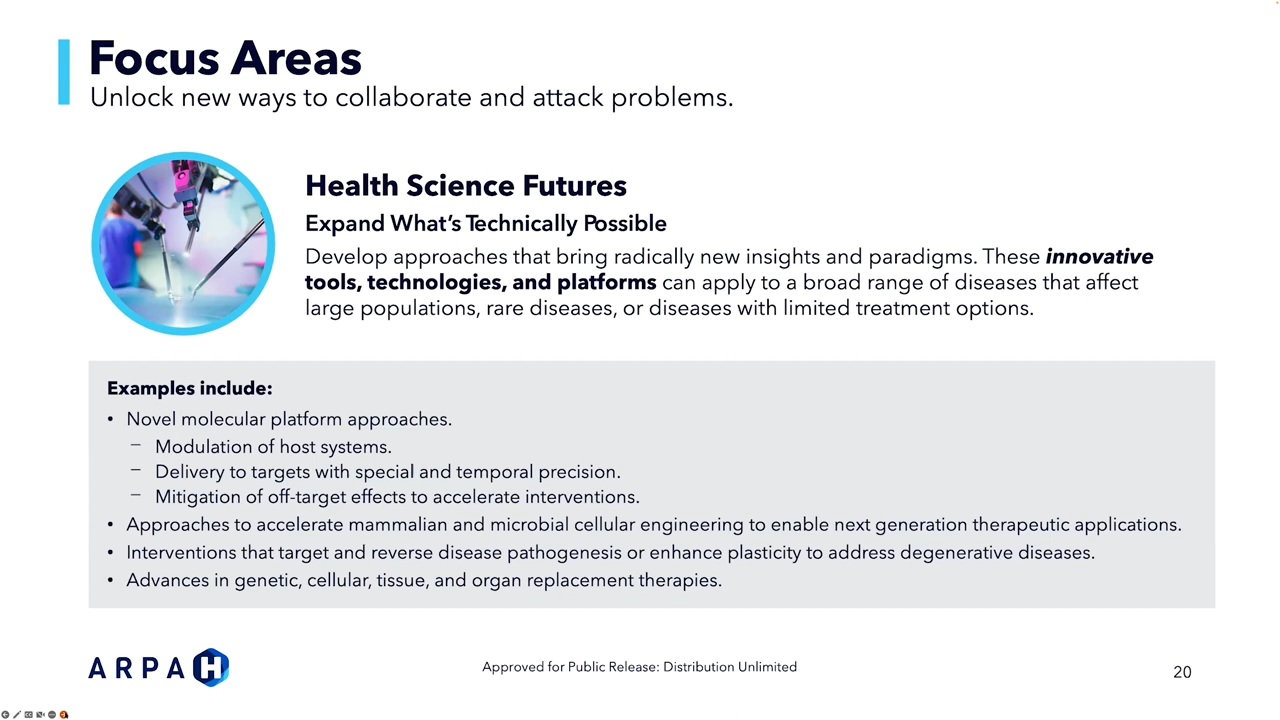 Focus Areas
Unlock new ways to collaborate and attack problems.
Health Science Futures
Expand What's Technically Possible
Develop approaches that bring radically new insights and paradigms. These innovative
tools, technologies, and platforms can apply to a broad range of diseases that affect
large populations, rare diseases, or diseases with limited treatment options.
Examples include:
• Novel molecular platform approaches.
– Modulation of host systems.
– Delivery to targets with special and temporal precision.
– Mitigation of off-target effects to accelerate interventions.
• Approaches to accelerate mammalian and microbial cellular engineering to enable next generation therapeutic applications.
• Interventions that target and reverse disease pathogenesis or enhance plasticity to address degenerative diseases.
• Advances in genetic, cellular, tissue, and organ replacement therapies.
ARPA H
Approved for Public Release: Distribution Unlimited
20